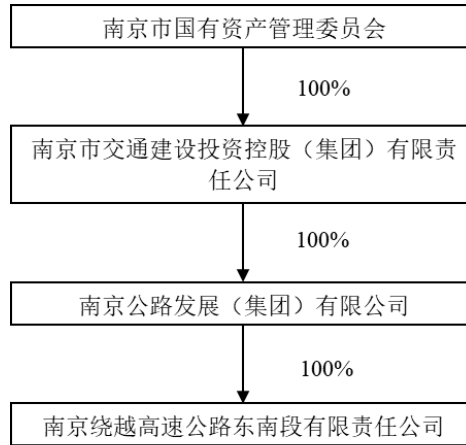 南京市国有资产管理委员会
100%
南京市交通建设投资控股（集团）有限责
任公司
100%
南京公路发展（集团）有限公司
100%
南京绕越高速公路东南段有限责任公司